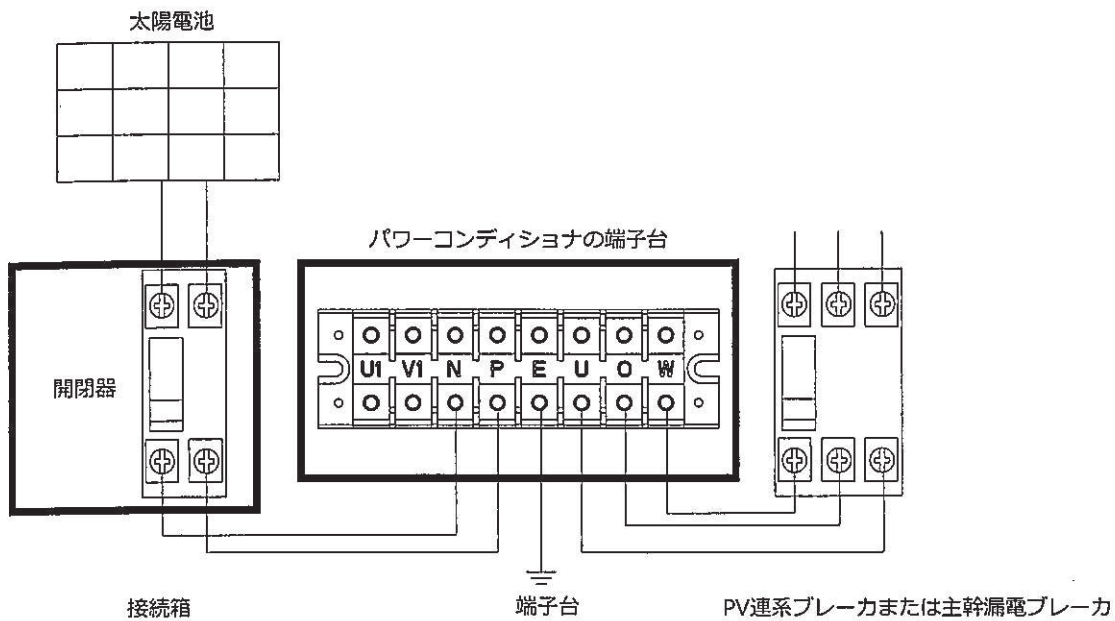 太陽電池
パワーコンディショナの端子台
開閉器
U1 V1 N P E U O W
接続箱
端子台
PV連系ブレーカまたは主幹漏電ブレーカ